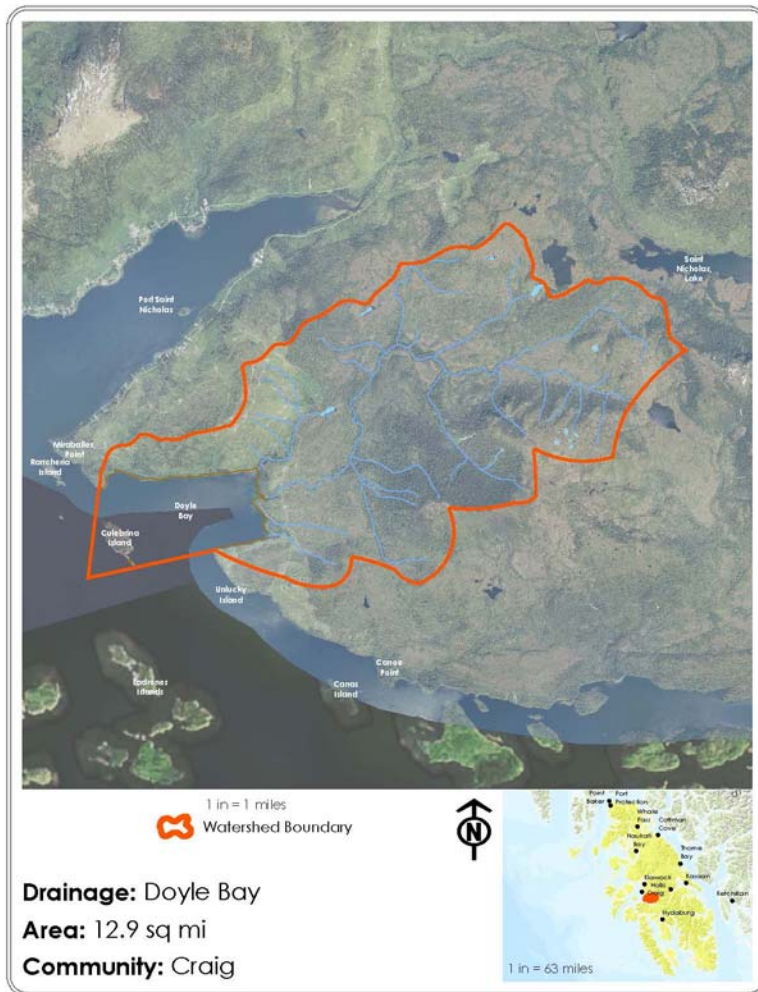 Saint
Nicholas
Lake
Port Saint
Nicholas
Miraballes
Point
Rancheria
Island
Doyle
Bay
Culebrina
Island
Unlucky
Island
Canoe
Point
Ladrones
Islands
Canas
Island
1 in = 1 miles
Watershed Boundary
N
Drainage: Doyle Bay
Area: 12.9 sq mi
Community: Craig
Point
Baker
Port
Protection
Whale
Pass
Coffman
Cove
Naukati
Bay
Thorne
Bay
Klawock
Kasaan
Hollis
Craig
Ketchikan
Hydaburg
1 in = 63 miles